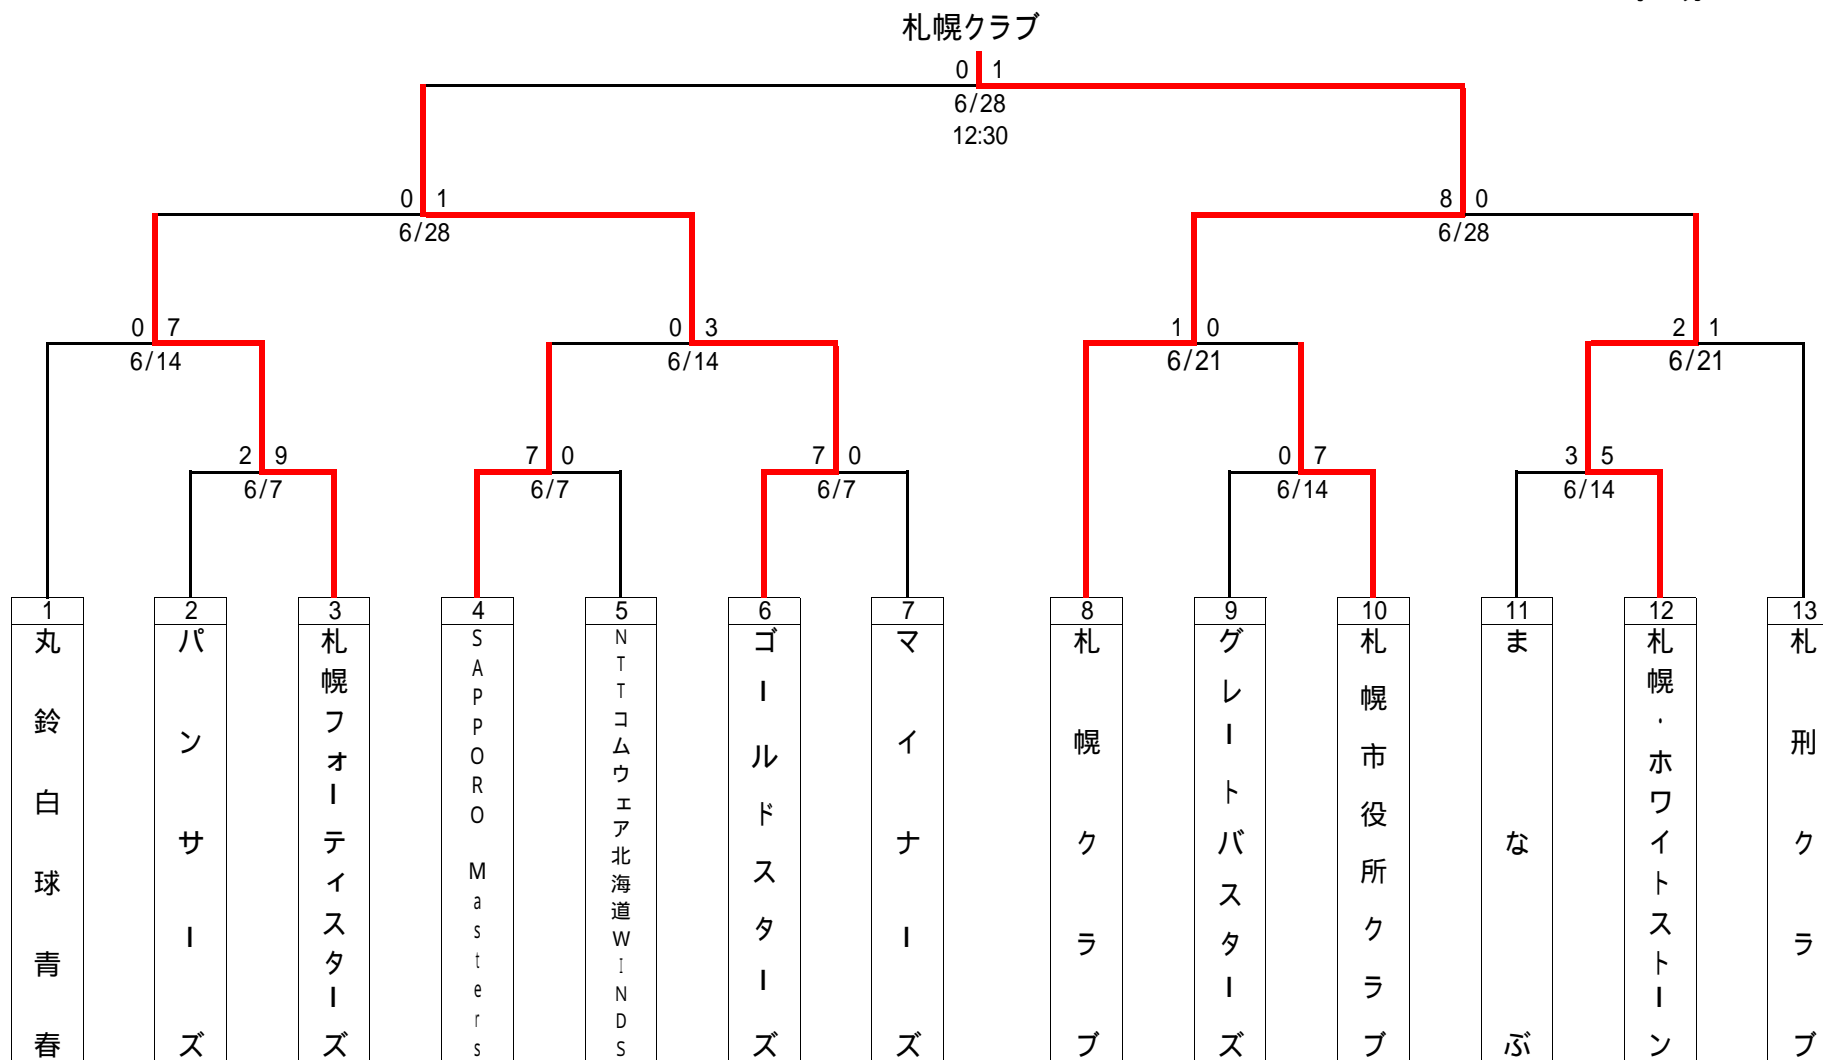 札幌クラブ
0 1
6/28
12:30
0 1
6/28
8 0
6/28
0 7
6/14
0 3
6/14
1 0
6/21
2 1
6/21
2 9
6/7
7 0
6/7
7 0
6/7
0 7
6/14
3 5
6/14
1
丸鈴白球青春
2
パンサーズ
3
札幌フォーティスターズ
4
SAPPORO Masters
5
NTTコムウェア北海道WINDS
6
ゴールドスターズ
7
マイナーズ
8
札幌クラブ
9
グレートバスターズ
10
札幌市役所クラブ
11
まなぶ
12
札幌・ホワイトストーン
13
札刑クラブ